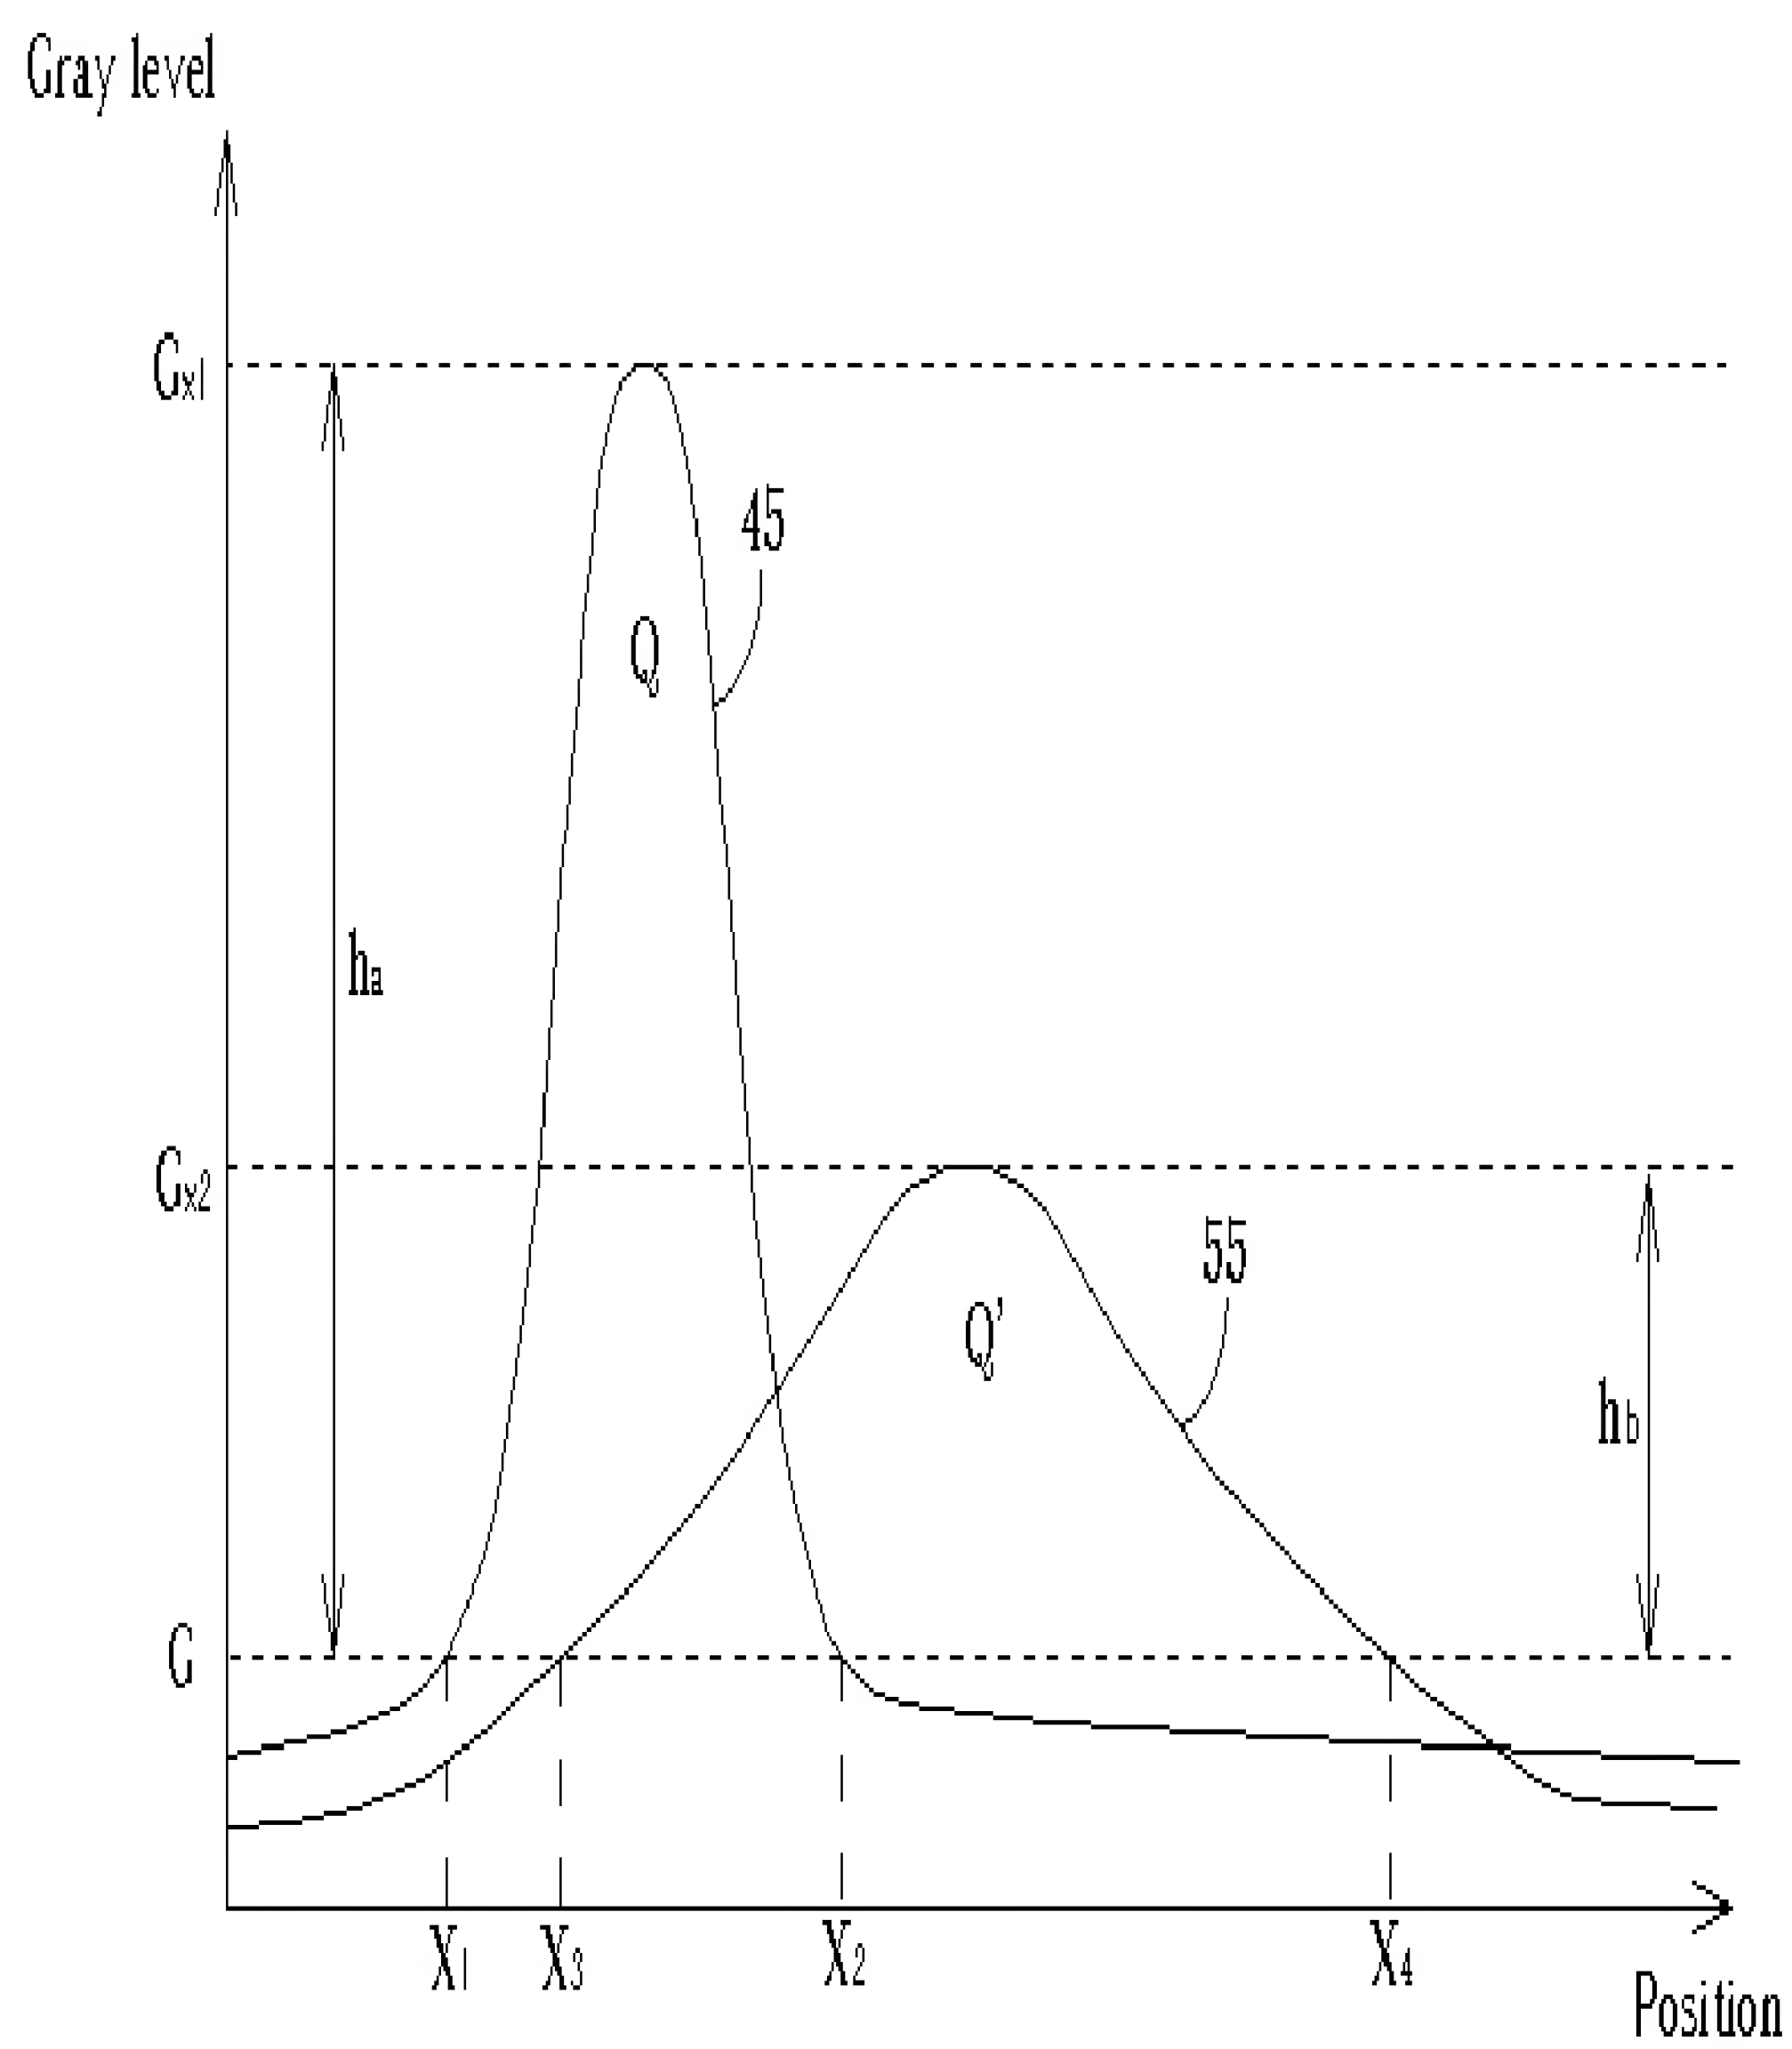 Gray level
Gx1
45
Q
ha
Gx2
55
Q'
hb
G
X1 X3 X2 X4
Position